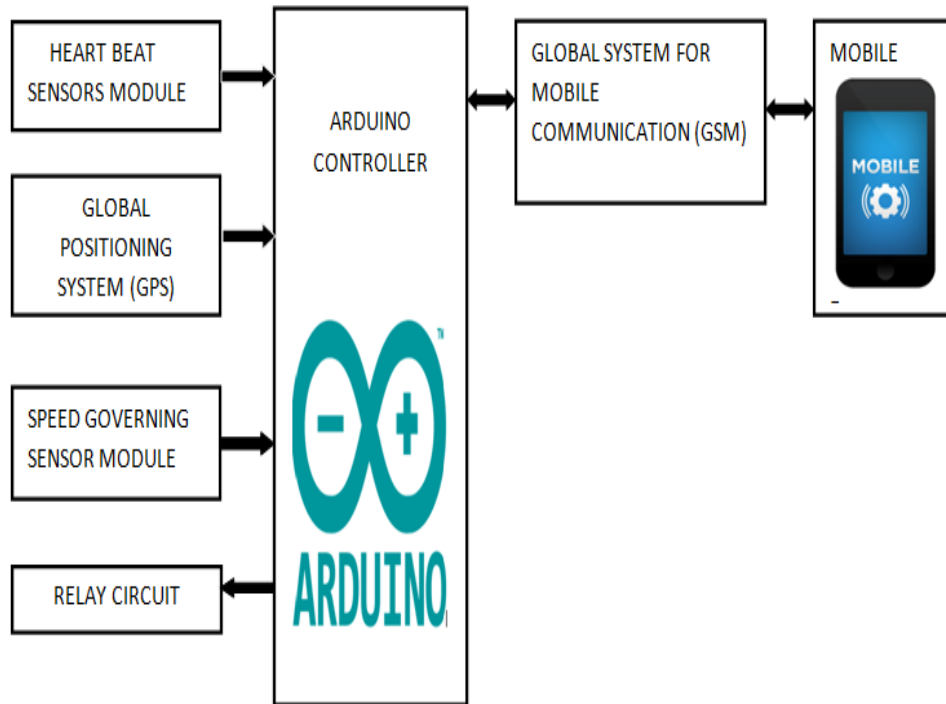 HEART BEAT
SENSORS MODULE
GLOBAL
POSITIONING
SYSTEM (GPS)
SPEED GOVERNING
SENSOR MODULE
RELAY CIRCUIT
ARDUINO
CONTROLLER
TM
ARDUINO
GLOBAL SYSTEM FOR
MOBILE
COMMUNICATION (GSM)
MOBILE
MOBILE